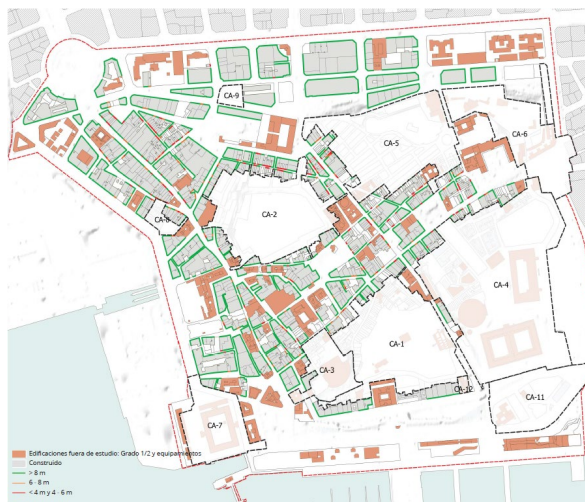 CA-9
CA-5
CA-6
CA-2
CA-8
CA-4
CA-1
CA-3
CA-12
CA-11
CA-7
Edificaciones fuera de estudio: Grado 1/2 y equipamientos
Construido
> 8 m
6 - 8 m
< 4 m y 4 - 6 m